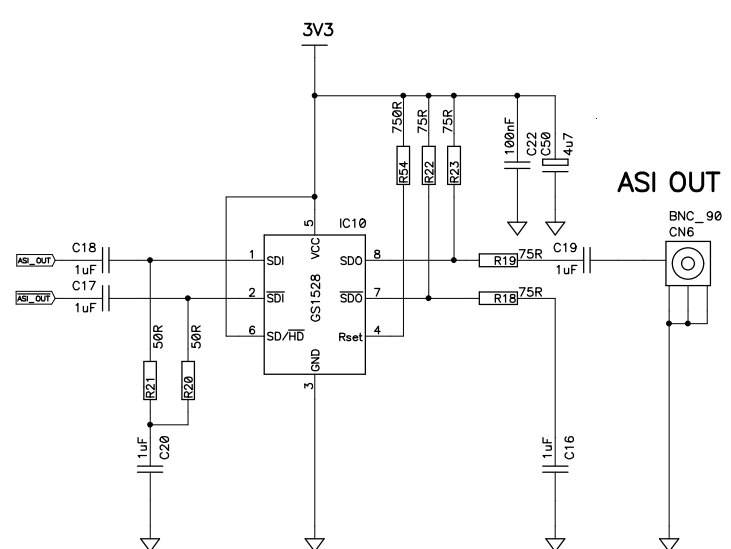 3V3
750R
R54
75R
R22
75R
R23
100nF
C22
C50
4u7
ASI OUT
BNC_90
CN6
IC10
5
VCC
GS1528
GND
3
ASI_OUT
C18
1uF
1
SDI
ASI_OUT
C17
1uF
2
SDI
6
SD/HD
SDO
8
R19
75R
C19
1uF
SDO
7
R18
75R
Rset
4
50R
R21
50R
R20
1uF
C20
1uF
C16